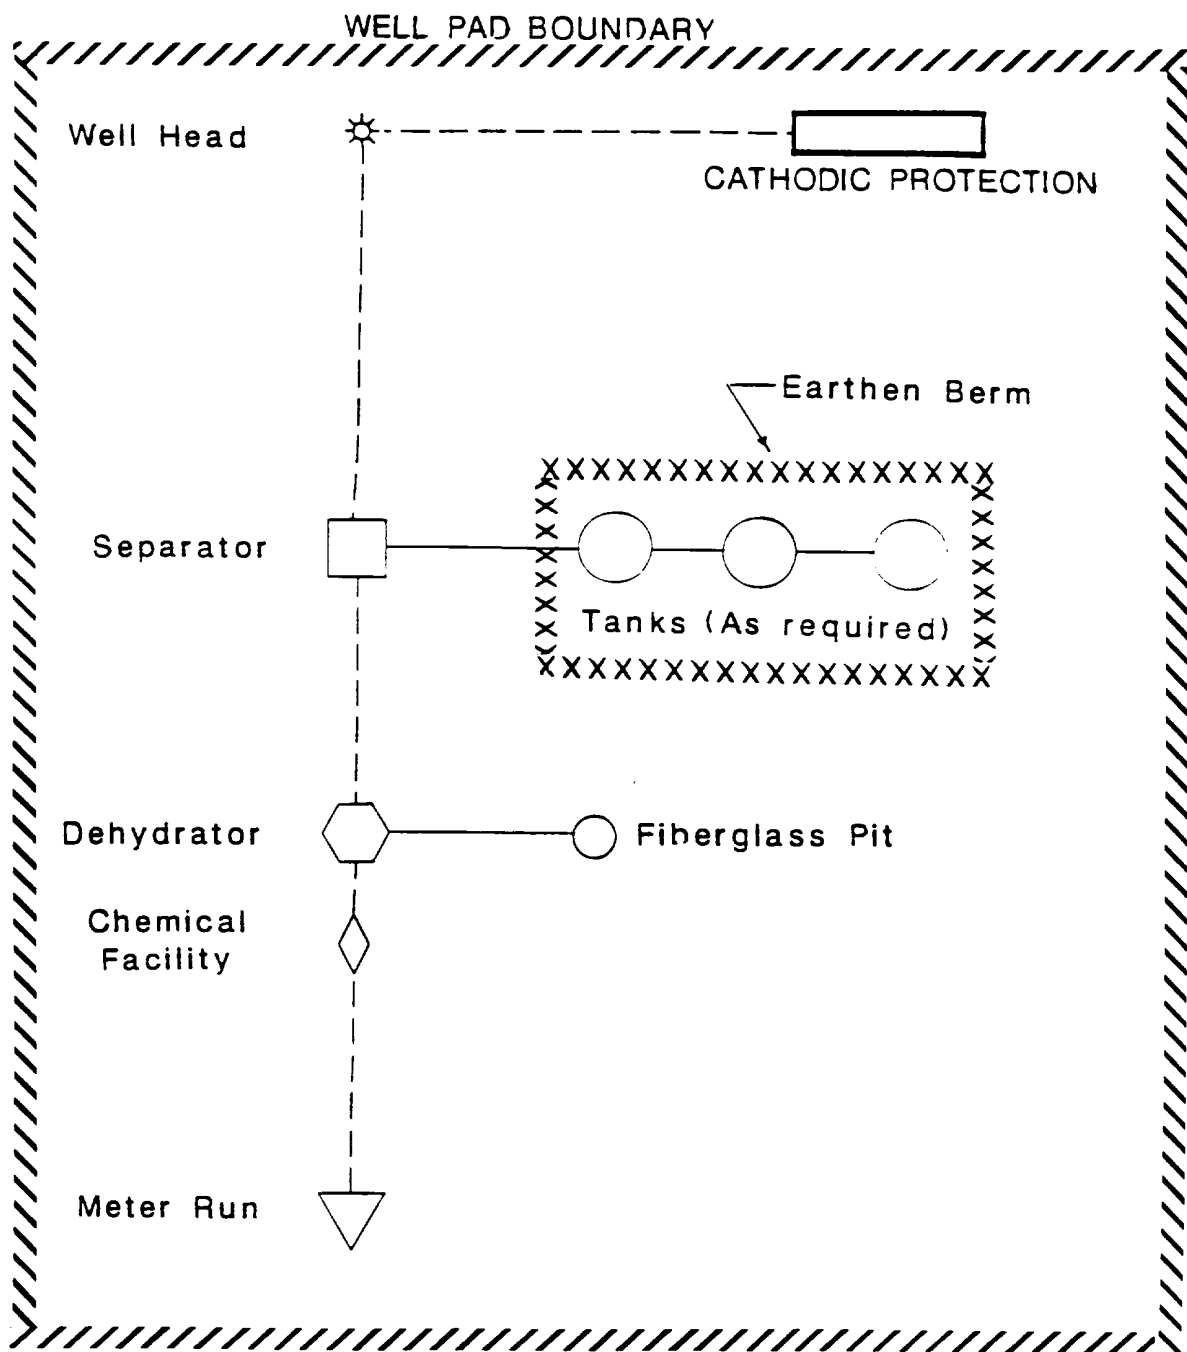 WELL PAD BOUNDARY
Well Head
CATHODIC PROTECTION
Earthen Berm
Separator
Tanks (As required)
Dehydrator
Fiberglass Pit
Chemical
Facility
Meter Run